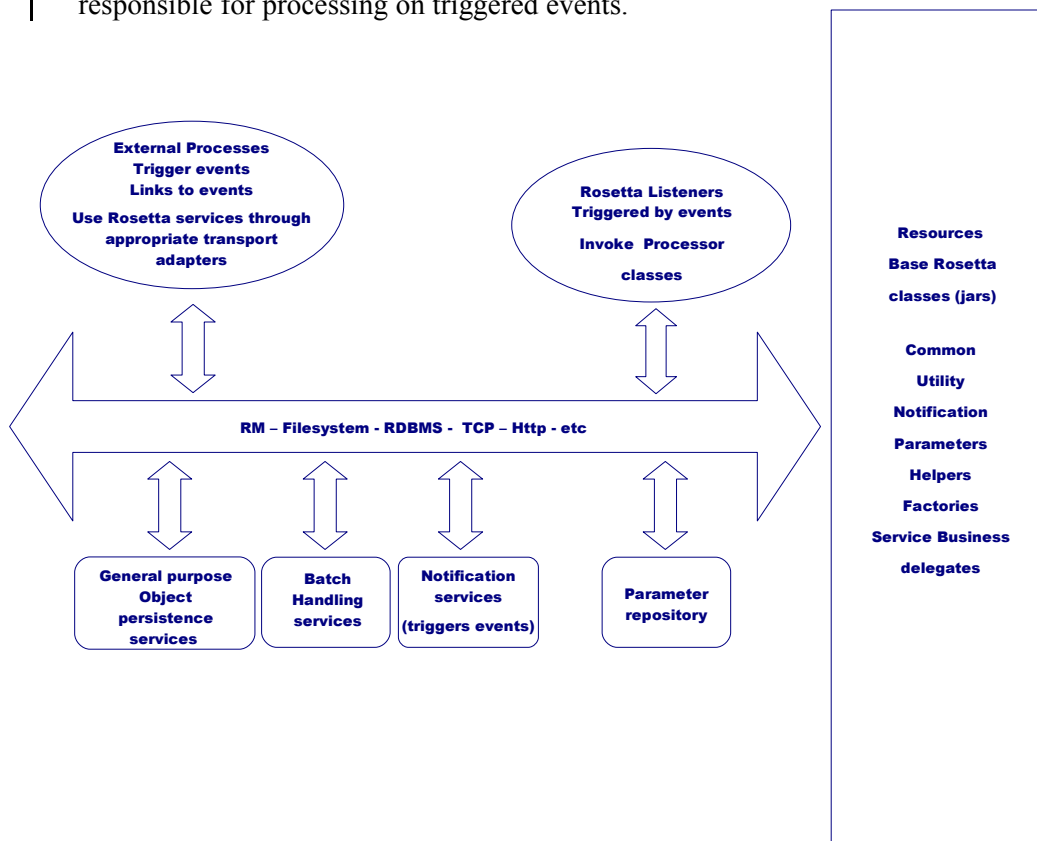 responsible for processing on triggered events.
External Processes
Trigger events
Links to events
Use Rosetta services through
appropriate transport
adapters
Rosetta Listeners
Triggered by events
Invoke Processor
classes
RM – Filesystem - RDBMS - TCP – Http - etc
General purpose
Object
persistence
services
Batch
Handling
services
Notification
services
(triggers events)
Parameter
repository
Resources
Base Rosetta
classes (jars)
Common
Utility
Notification
Parameters
Helpers
Factories
Service Business
delegates